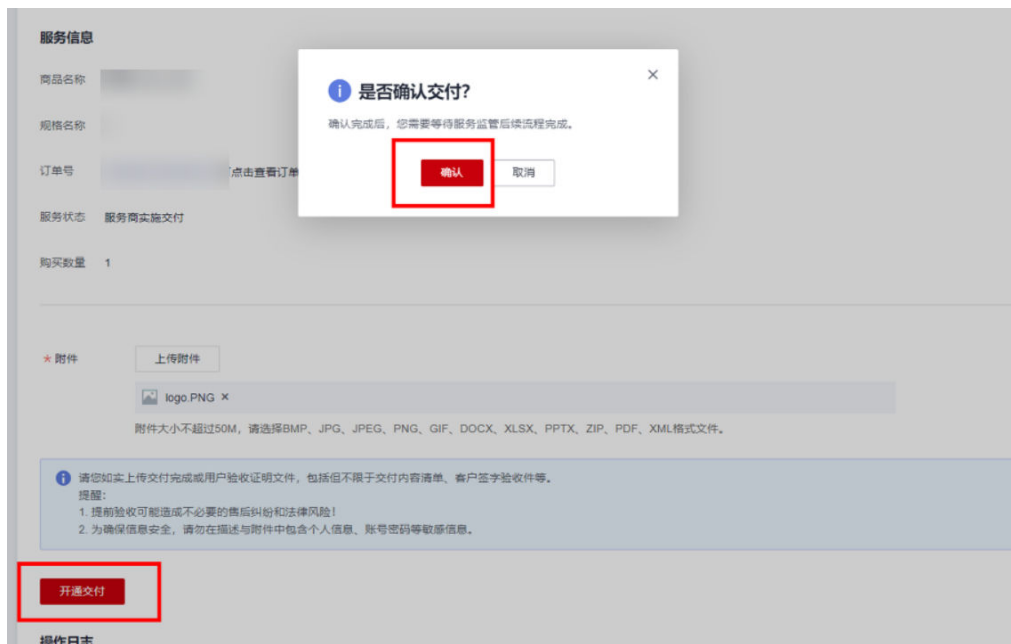 服务信息
商品名称
规格名称
订单号 点击查看订单
服务状态 服务商实施交付
购买数量 1
是否确认交付?
确认完成后，您需要等待服务监管后续流程完成。
确认 取消
* 附件 上传附件
logo.PNG ×
附件大小不超过50M，请选择BMP、JPG、JPEG、PNG、GIF、DOCX、XLSX、PPTX、ZIP、PDF、XML格式文件。
请您如实上传交付完成或用户验收证明文件，包括但不限于交付内容清单、客户签字验收件等。
提醒：
1. 提前验收可能造成不必要的售后纠纷和法律风险！
2. 为确保信息安全，请勿在描述与附件中包含个人信息、账号密码等敏感信息。
开通交付
操作日志